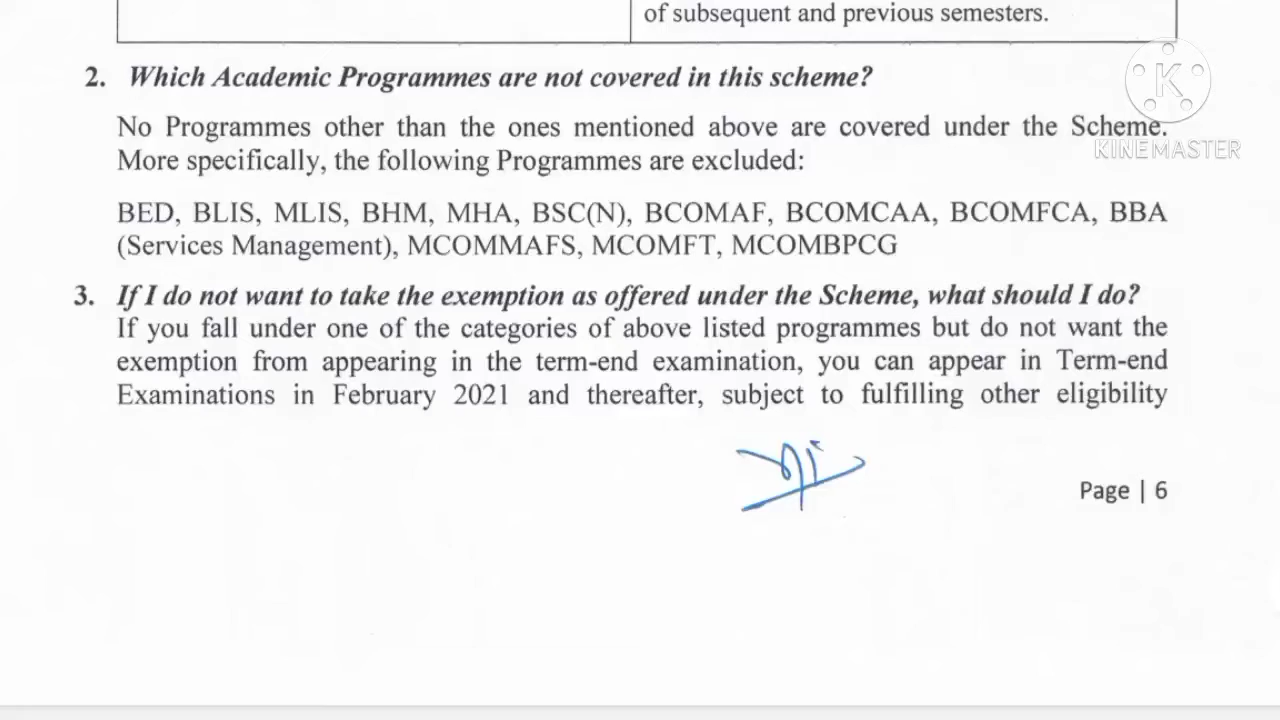 of subsequent and previous semesters.
2. Which Academic Programmes are not covered in this scheme?
No Programmes other than the ones mentioned above are covered under the Scheme.
More specifically, the following Programmes are excluded:
BED, BLIS, MLIS, BHM, MHA, BSC(N), BCOMAF, BCOMCAA, BCOMFCA, BBA
(Services Management), MCOMMAFS, MCOMFT, MCOMBPCG
3. If I do not want to take the exemption as offered under the Scheme, what should I do?
If you fall under one of the categories of above listed programmes but do not want the
exemption from appearing in the term-end examination, you can appear in Term-end
Examinations in February 2021 and thereafter, subject to fulfilling other eligibility
Page | 6
K
KINEMASTER